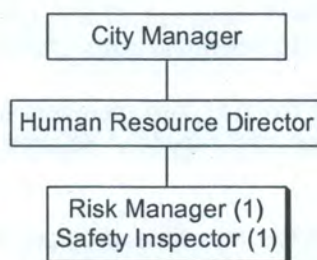 City Manager
Human Resource Director
Risk Manager (1)
Safety Inspector (1)